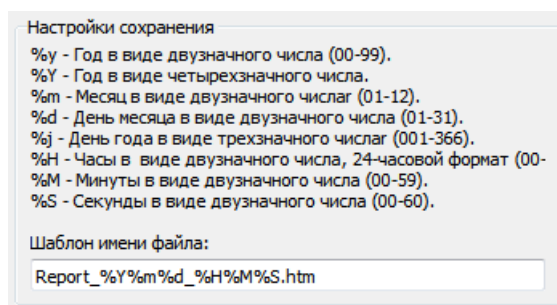 Настройки сохранения
%y - Год в виде двузначного числа (00-99).
%Y - Год в виде четырехзначного числа.
%m - Месяц в виде двузначного числаr (01-12).
%d - День месяца в виде двузначного числа (01-31).
%j - День года в виде трехзначного числаr (001-366).
%H - Часы в  виде двузначного числа, 24-часовой формат (00-
%M - Минуты в виде двузначного числа (00-59).
%S - Секунды в виде двузначного числа (00-60).
Шаблон имени файла:
Report_%Y%m%d_%H%M%S.htm